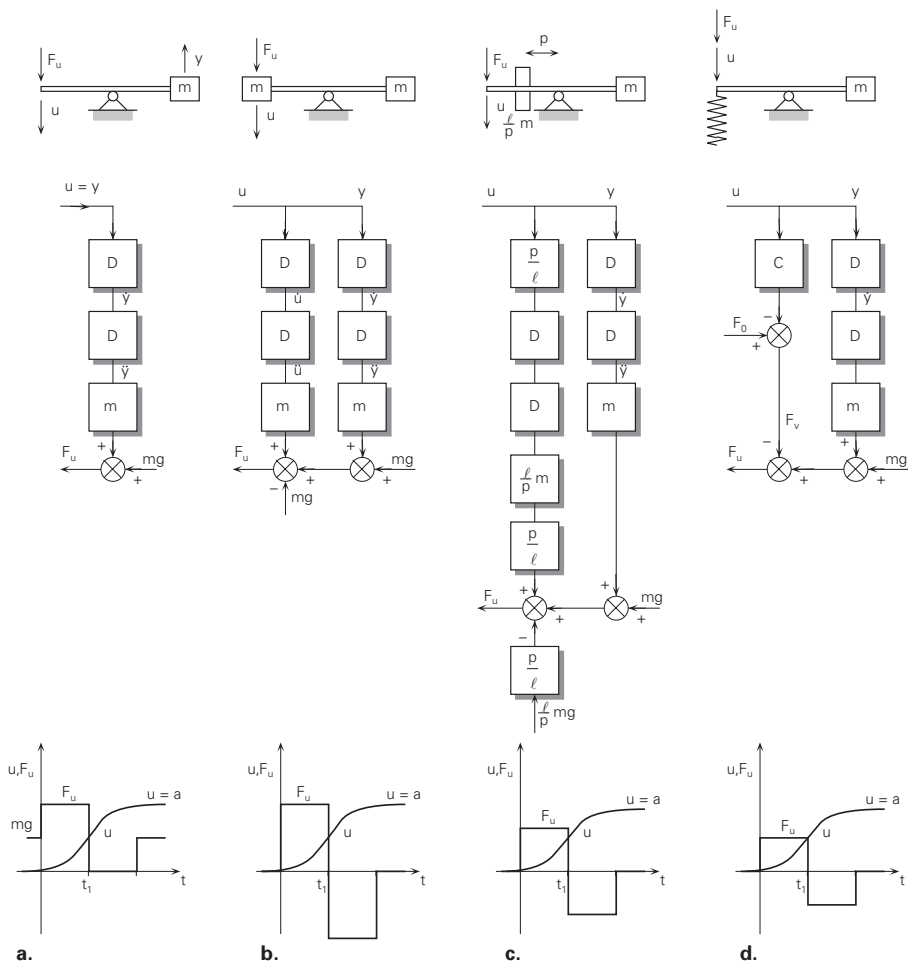 F_u y m u
F_u m m u
F_u p m u ℓ/p m
F_u u m
u = y
D
ẏ
D
ÿ
m
+
F_u mg
+
u y
D D
u̇ ẏ
D D
ü ÿ
m m
+ +
F_u mg
− + +
mg
u y
p/ℓ D
ẏ
D D
ÿ
D m
ℓ/p m
p/ℓ
+ +
F_u mg
− + +
p/ℓ
ℓ/p mg
u y
C D
− ẏ
F_0
+
D
m
F_v
− +
F_u mg
+ +
u,F_u
F_u u = a
mg u
t_1 t
a.
u,F_u
F_u u = a
u
t_1 t
b.
u,F_u
F_u u = a
u
t_1 t
c.
u,F_u
F_u u = a
u
t_1 t
d.